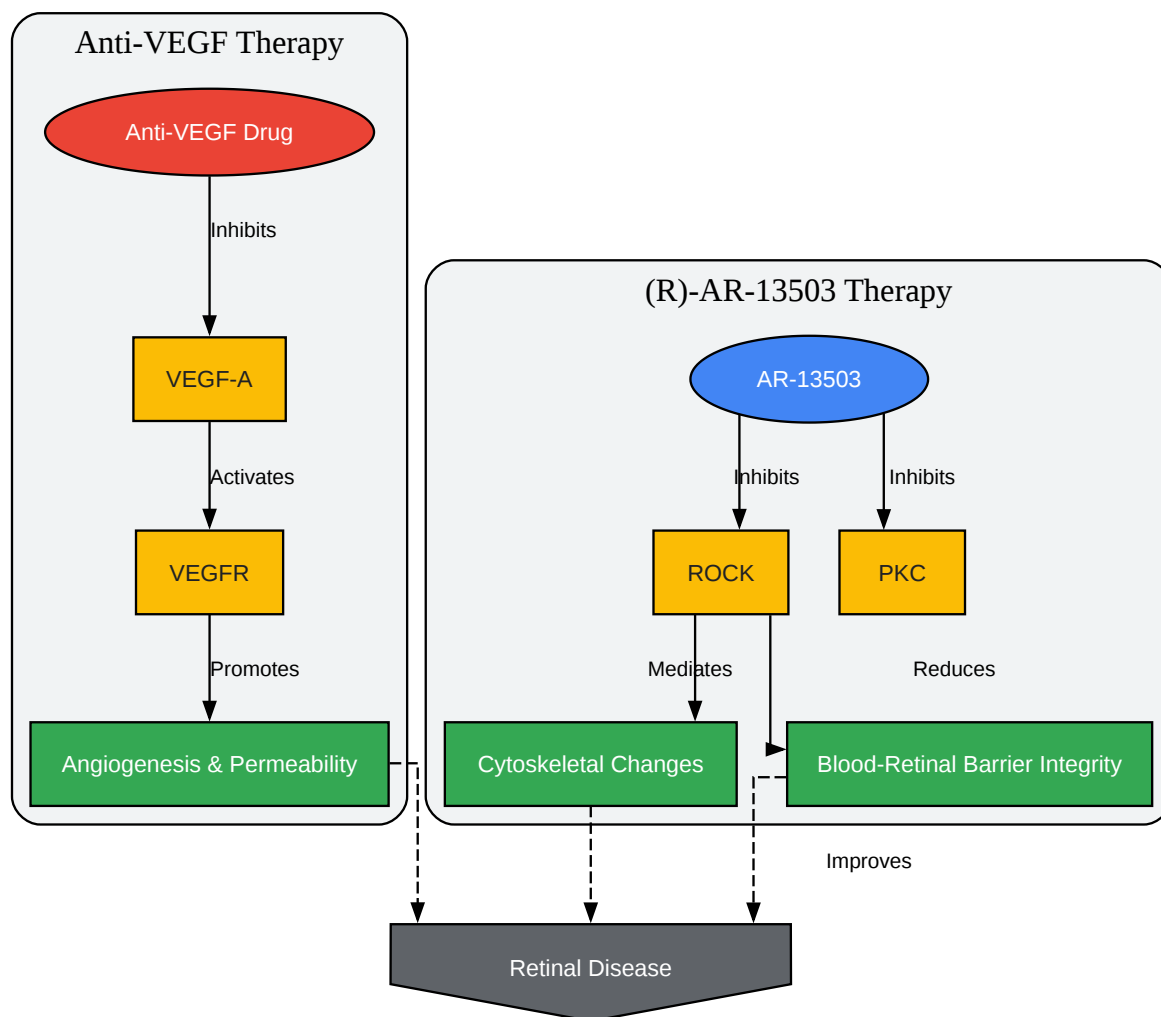 Anti-VEGF Therapy
Anti-VEGF Drug
Inhibits
VEGF-A
Activates
VEGFR
Promotes
Angiogenesis & Permeability
(R)-AR-13503 Therapy
AR-13503
Inhibits
Inhibits
ROCK
PKC
Mediates
Reduces
Cytoskeletal Changes
Blood-Retinal Barrier Integrity
Improves
Retinal Disease